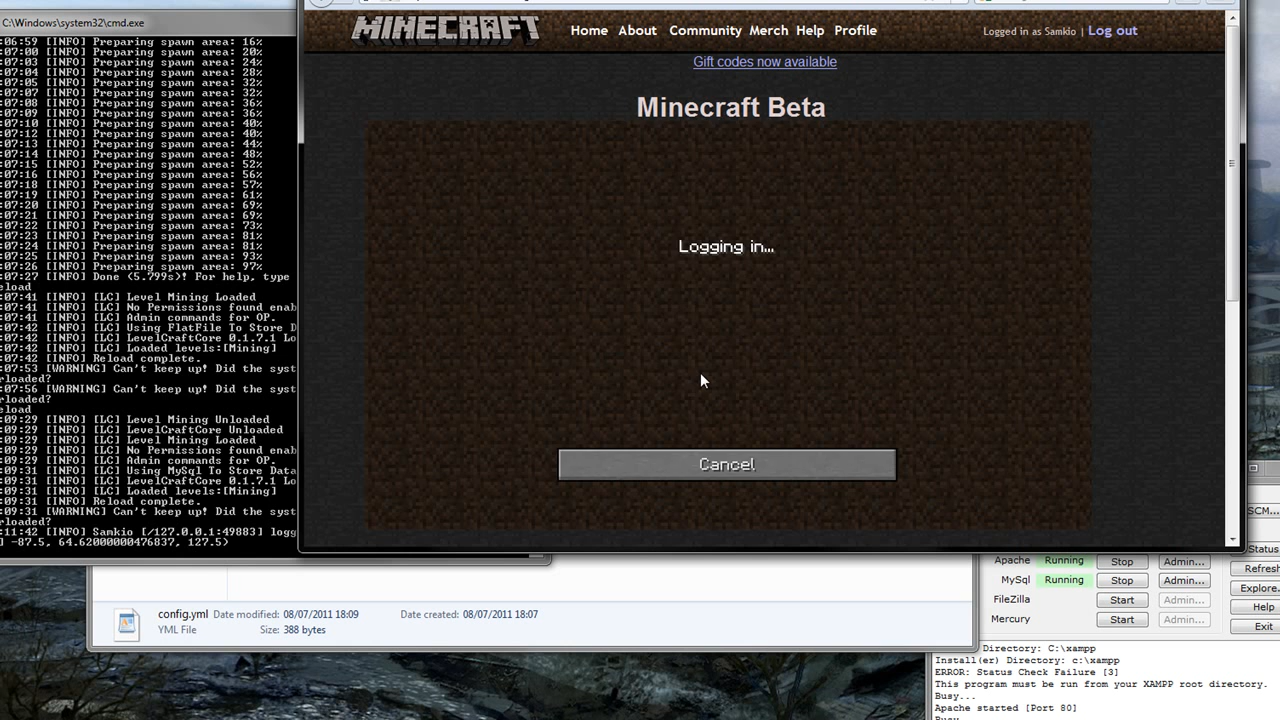 C:\Windows\system32\cmd.exe
:06:59 [INFO] Preparing spawn area: 16%
:07:00 [INFO] Preparing spawn area: 20%
:07:03 [INFO] Preparing spawn area: 24%
:07:04 [INFO] Preparing spawn area: 28%
:07:05 [INFO] Preparing spawn area: 32%
:07:07 [INFO] Preparing spawn area: 32%
:07:08 [INFO] Preparing spawn area: 36%
:07:09 [INFO] Preparing spawn area: 36%
:07:10 [INFO] Preparing spawn area: 40%
:07:12 [INFO] Preparing spawn area: 40%
:07:13 [INFO] Preparing spawn area: 44%
:07:14 [INFO] Preparing spawn area: 48%
:07:15 [INFO] Preparing spawn area: 52%
:07:16 [INFO] Preparing spawn area: 56%
:07:18 [INFO] Preparing spawn area: 57%
:07:19 [INFO] Preparing spawn area: 61%
:07:20 [INFO] Preparing spawn area: 69%
:07:21 [INFO] Preparing spawn area: 69%
:07:22 [INFO] Preparing spawn area: 73%
:07:23 [INFO] Preparing spawn area: 81%
:07:24 [INFO] Preparing spawn area: 81%
:07:25 [INFO] Preparing spawn area: 93%
:07:26 [INFO] Preparing spawn area: 97%
:07:27 [INFO] Done (5.799s)! For help, type
eload
:07:41 [INFO] [LC] Level Mining Loaded
:07:41 [INFO] [LC] No Permissions found enab
:07:41 [INFO] [LC] Admin commands for OP.
:07:42 [INFO] [LC] Using FlatFile To Store D
:07:42 [INFO] [LC] LevelCraftCore 0.1.7.1 Lo
:07:42 [INFO] [LC] Loaded levels:[Mining]
:07:42 [INFO] Reload complete.
:07:53 [WARNING] Can't keep up! Did the syst
rloaded?
:07:56 [WARNING] Can't keep up! Did the syst
rloaded?
eload
:09:29 [INFO] [LC] Level Mining Unloaded
:09:29 [INFO] [LC] LevelCraftCore Unloaded
:09:29 [INFO] [LC] Level Mining Loaded
:09:29 [INFO] [LC] No Permissions found enab
:09:29 [INFO] [LC] Admin commands for OP.
:09:31 [INFO] [LC] Using MySql To Store Data
:09:31 [INFO] [LC] LevelCraftCore 0.1.7.1 Lo
:09:31 [INFO] [LC] Loaded levels:[Mining]
:09:31 [INFO] Reload complete.
:09:31 [WARNING] Can't keep up! Did the syst
rloaded?
:11:42 [INFO] Samkio [/127.0.0.1:49883] logg
] -87.5, 64.62000000476837, 127.5)
MINECRAFT
Home About Community Merch Help Profile
Logged in as Samkio | Log out
Gift codes now available
Minecraft Beta
Logging in...
Cancel
config.yml Date modified: 08/07/2011 18:09 Date created: 08/07/2011 18:07
YML File Size: 388 bytes
SCM...
Status
Apache Running Stop Admin... Refresh
MySql Running Stop Admin... Explore.
FileZilla Start Admin... Help
Mercury Start Admin... Exit
Directory: C:\xampp
Install(er) Directory: c:\xampp
ERROR: Status Check Failure [3]
This program must be run from your XAMPP root directory.
Busy...
Apache started [Port 80]